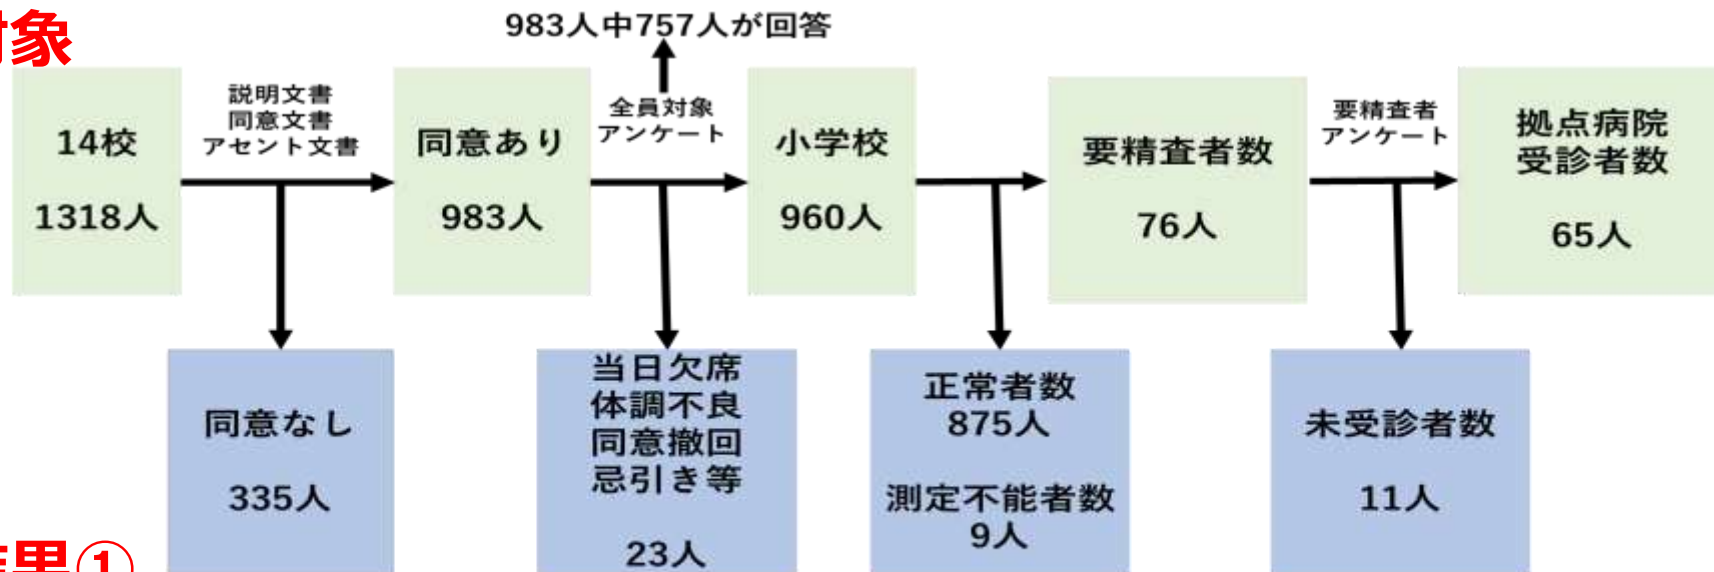 対象
983人中757人が回答
14校
1318人
説明文書
同意文書
アセント文書
同意あり
983人
全員対象
アンケート
小学校
960人
要精査者数
76人
要精査者
アンケート
拠点病院
受診者数
65人
同意なし
335人
当日欠席
体調不良
同意撤回
忌引き等
23人
正常者数
875人
測定不能者数
9人
未受診者数
11人
結果①